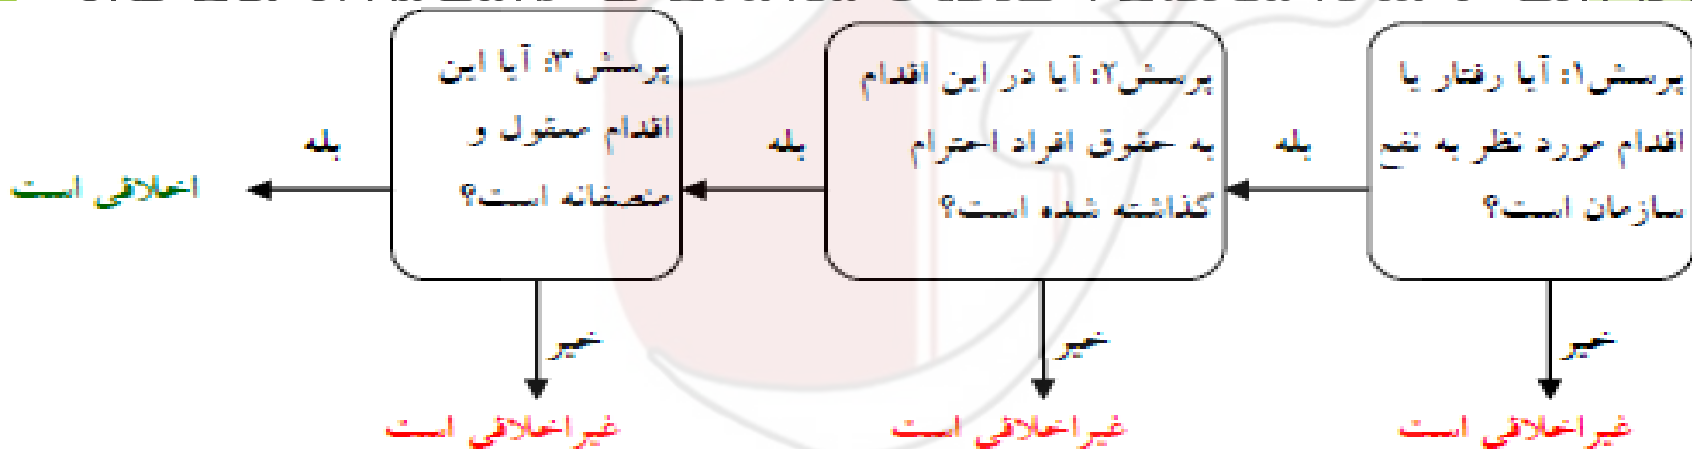 پرسش۱: آیا رفتار یا
اقدام مورد نظر به نفع
سازمان است؟
بله
خیر
غیراخلاقی است
پرسش۲: آیا در این اقدام
به حقوق افراد احترام
گذاشته شده است؟
بله
خیر
غیراخلاقی است
پرسش۳: آیا این
اقدام معقول و
منصفانه است؟
بله
خیر
غیراخلاقی است
اخلاقی است